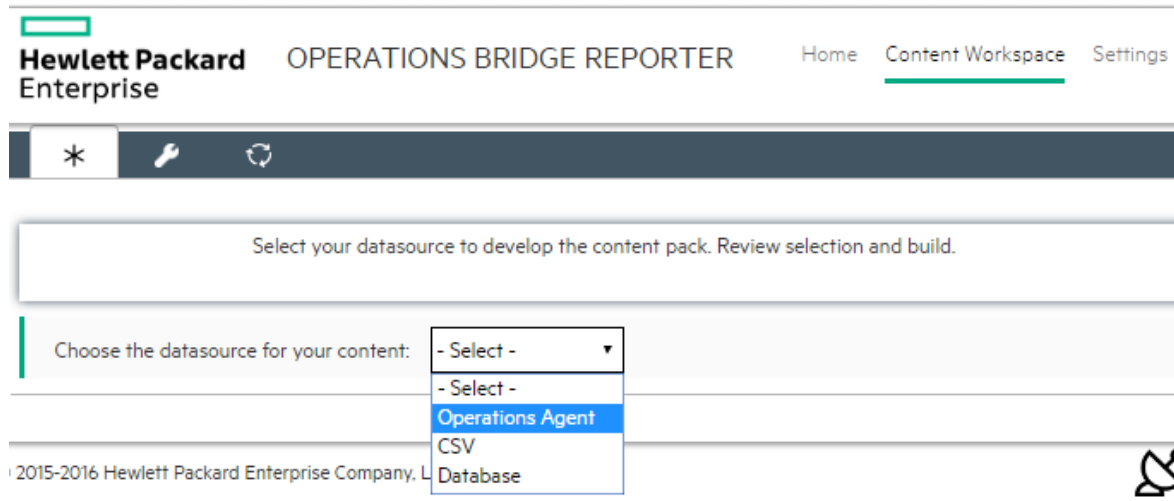 Hewlett Packard
Enterprise
OPERATIONS BRIDGE REPORTER
Home Content Workspace Settings
Select your datasource to develop the content pack. Review selection and build.
Choose the datasource for your content: - Select -
- Select -
Operations Agent
CSV
Database
2015-2016 Hewlett Packard Enterprise Company, L